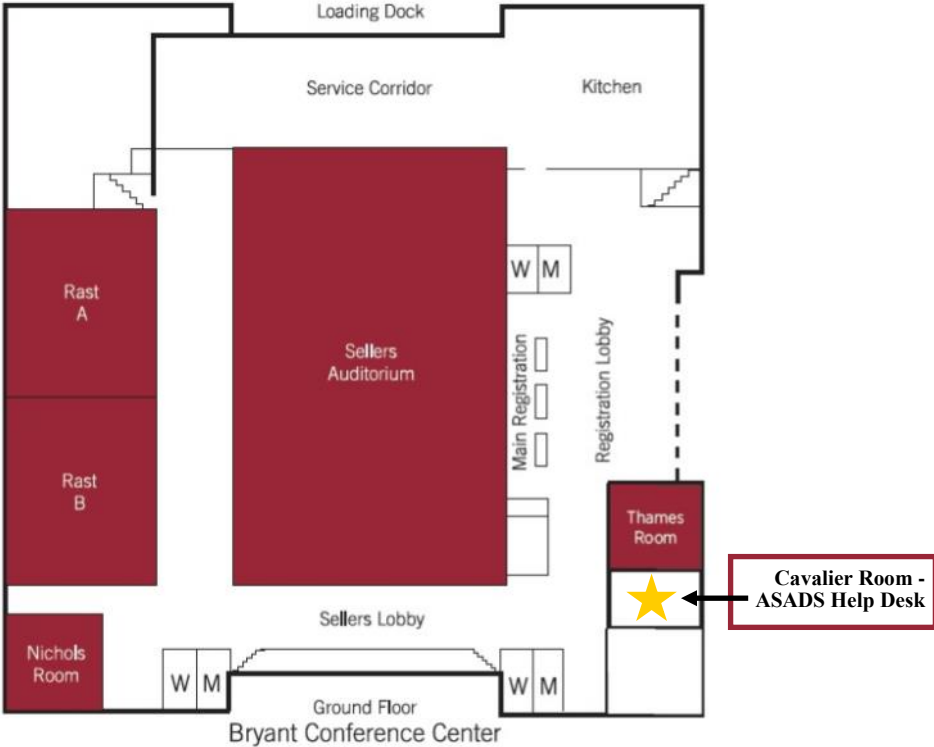 Loading Dock
Service Corridor
Kitchen
Rast
A
W M
Sellers
Auditorium
Main Registration
Registration Lobby
Rast
B
Thames
Room
Cavalier Room -
ASADS Help Desk
Sellers Lobby
Nichols
Room
W M
W M
Ground Floor
Bryant Conference Center